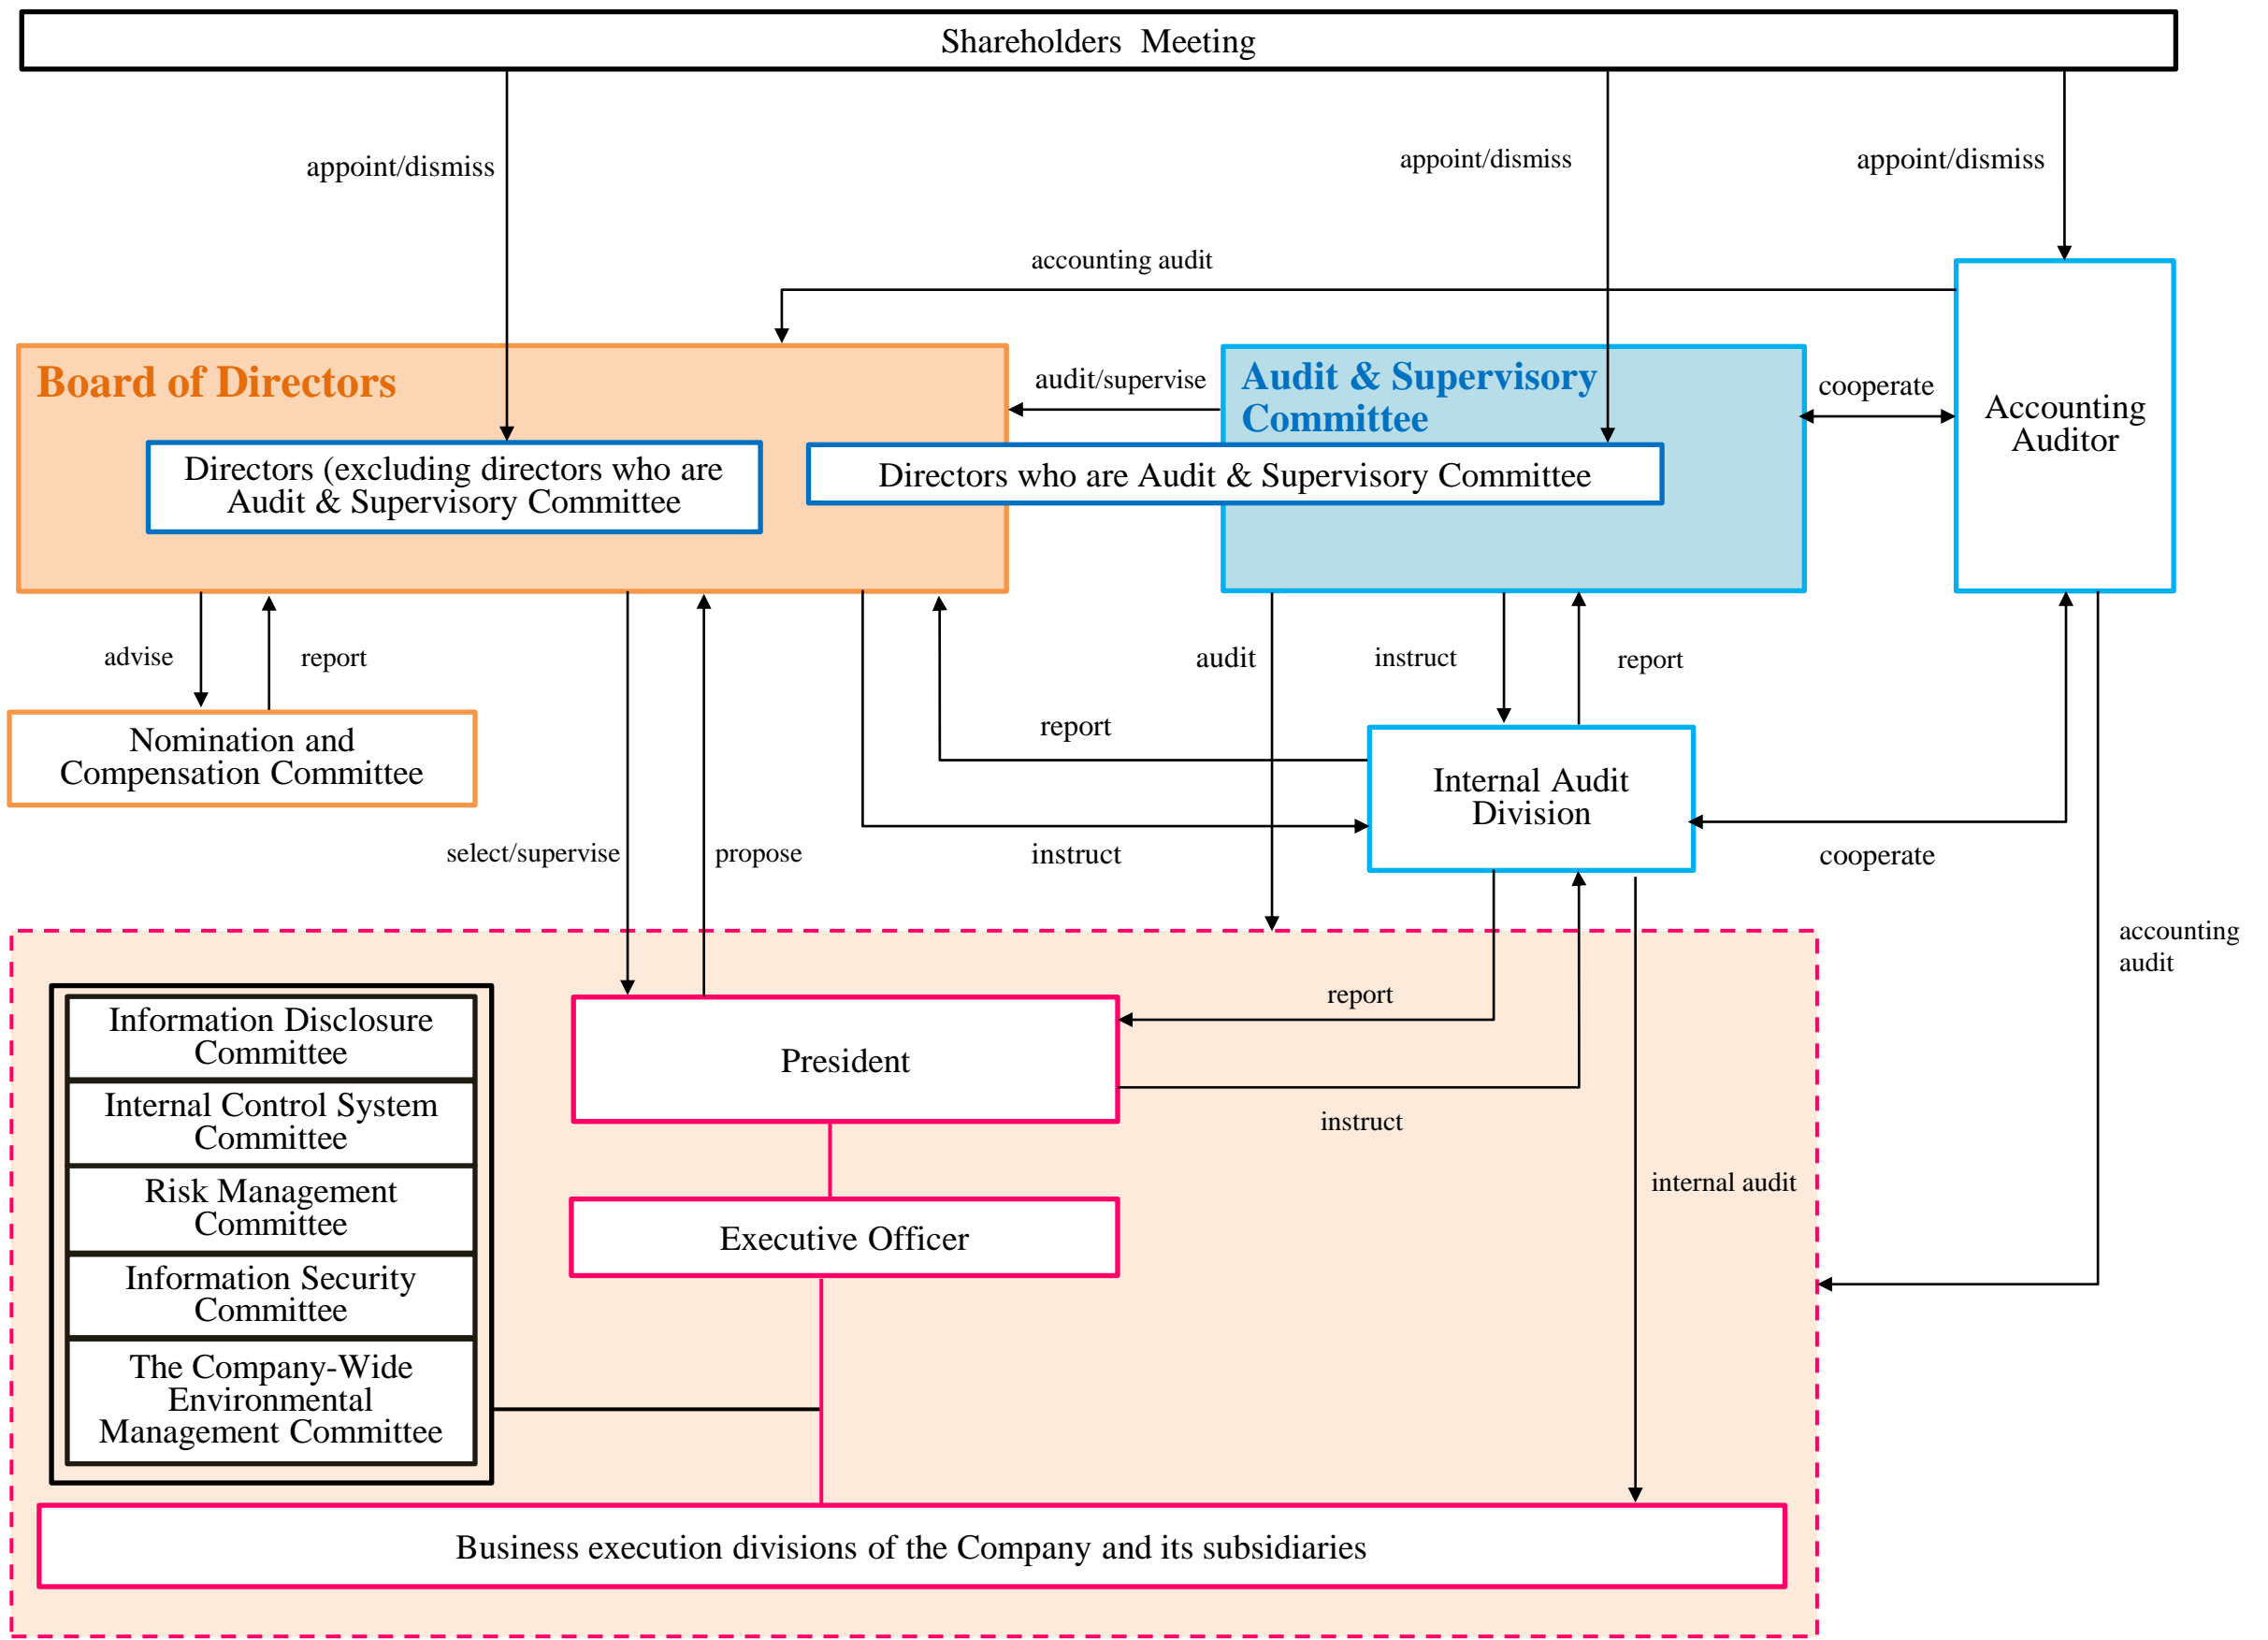 Shareholders Meeting
appoint/dismiss
appoint/dismiss
appoint/dismiss
accounting audit
Board of Directors
audit/supervise
Audit & Supervisory
Committee
cooperate
Accounting
Auditor
Directors (excluding directors who are
Audit & Supervisory Committee
Directors who are Audit & Supervisory Committee
advise
report
audit
instruct
report
Nomination and
Compensation Committee
report
Internal Audit
Division
select/supervise
propose
instruct
cooperate
accounting
audit
Information Disclosure
Committee
Internal Control System
Committee
Risk Management
Committee
Information Security
Committee
The Company-Wide
Environmental
Management Committee
President
report
instruct
internal audit
Executive Officer
Business execution divisions of the Company and its subsidiaries